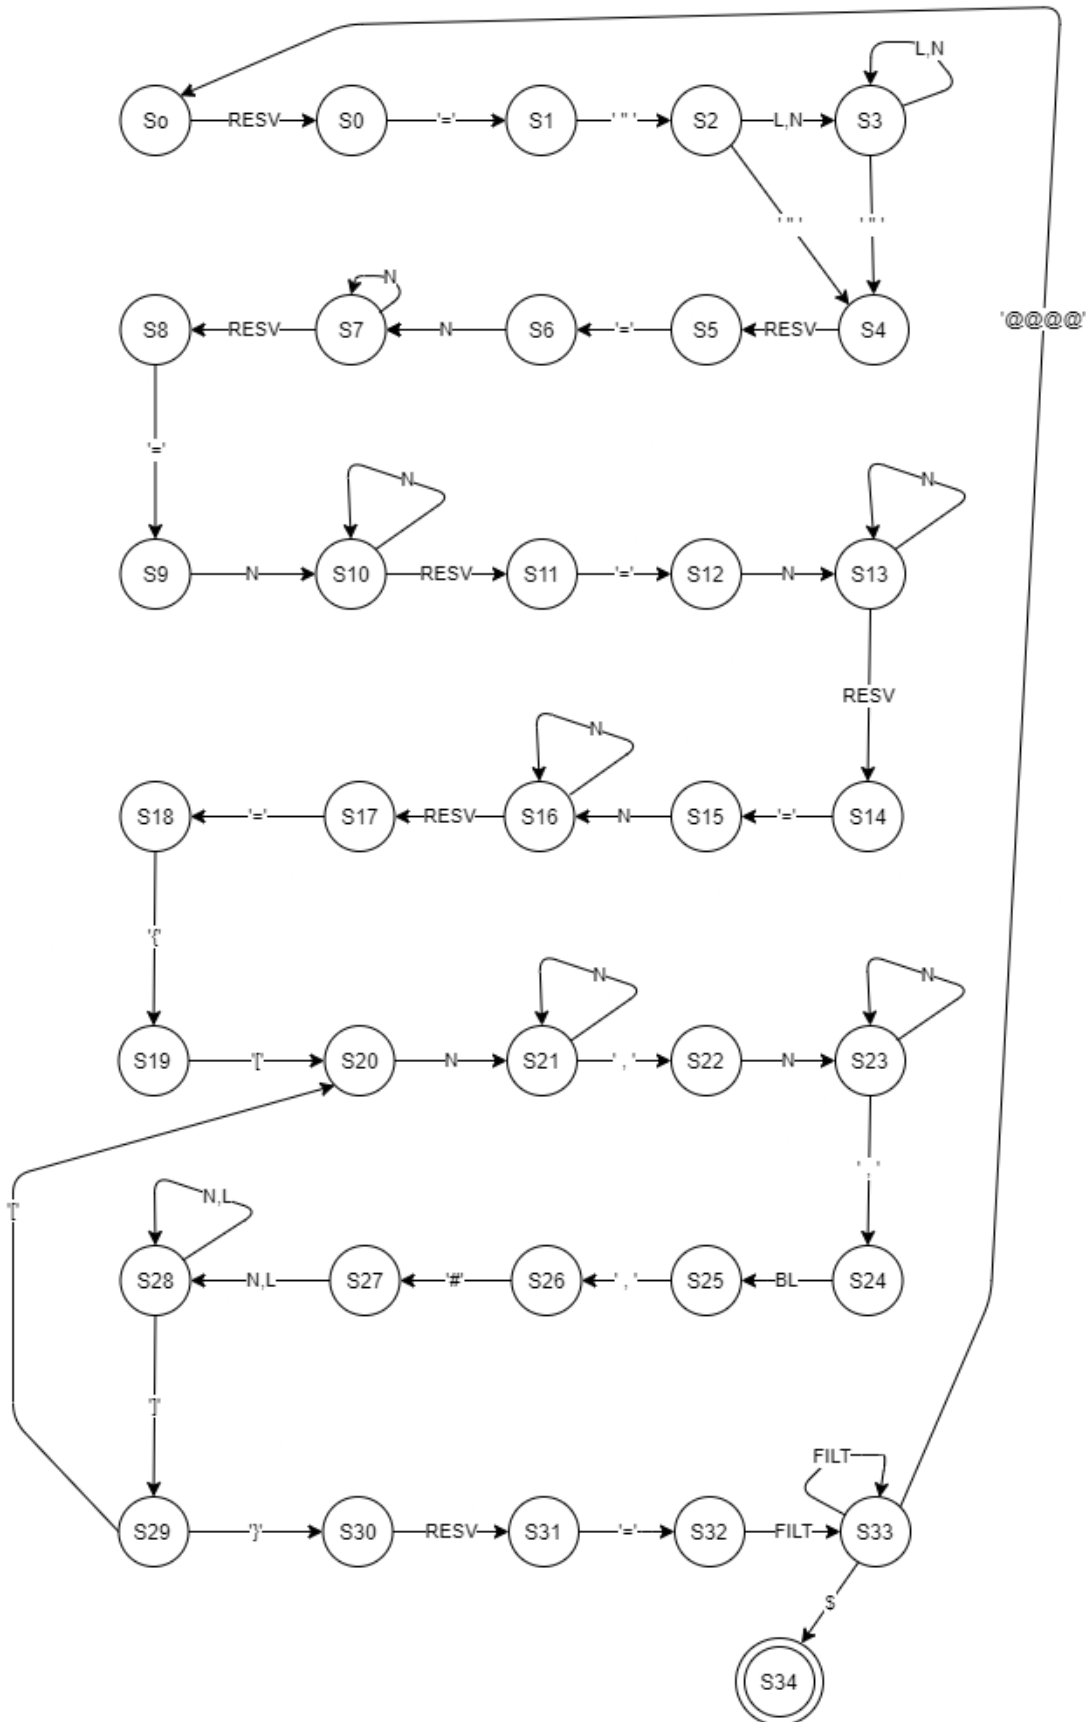 L,N
So RESV S0 '=' S1 ' " ' S2 L,N S3
' " ' ' " '
'@@@@'
N
S8 RESV S7 N S6 '=' S5 RESV S4
'='
N N
S9 N S10 RESV S11 '=' S12 N S13
RESV
N
S18 '=' S17 RESV S16 N S15 '=' S14
'{'
N N
S19 '[' S20 N S21 ' , ' S22 N S23
' , '
N,L
'['
S28 N,L S27 '#' S26 ' , ' S25 BL S24
']'
FILT
S29 '}' S30 RESV S31 '=' S32 FILT S33
$
S34